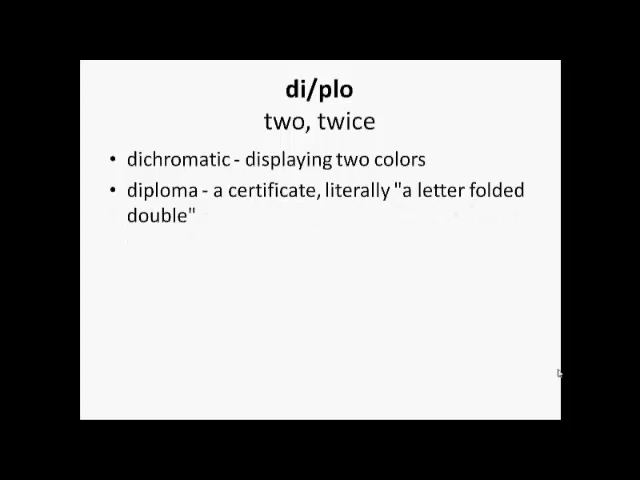 di/plo
two, twice
• dichromatic - displaying two colors
• diploma - a certificate, literally "a letter folded
double"